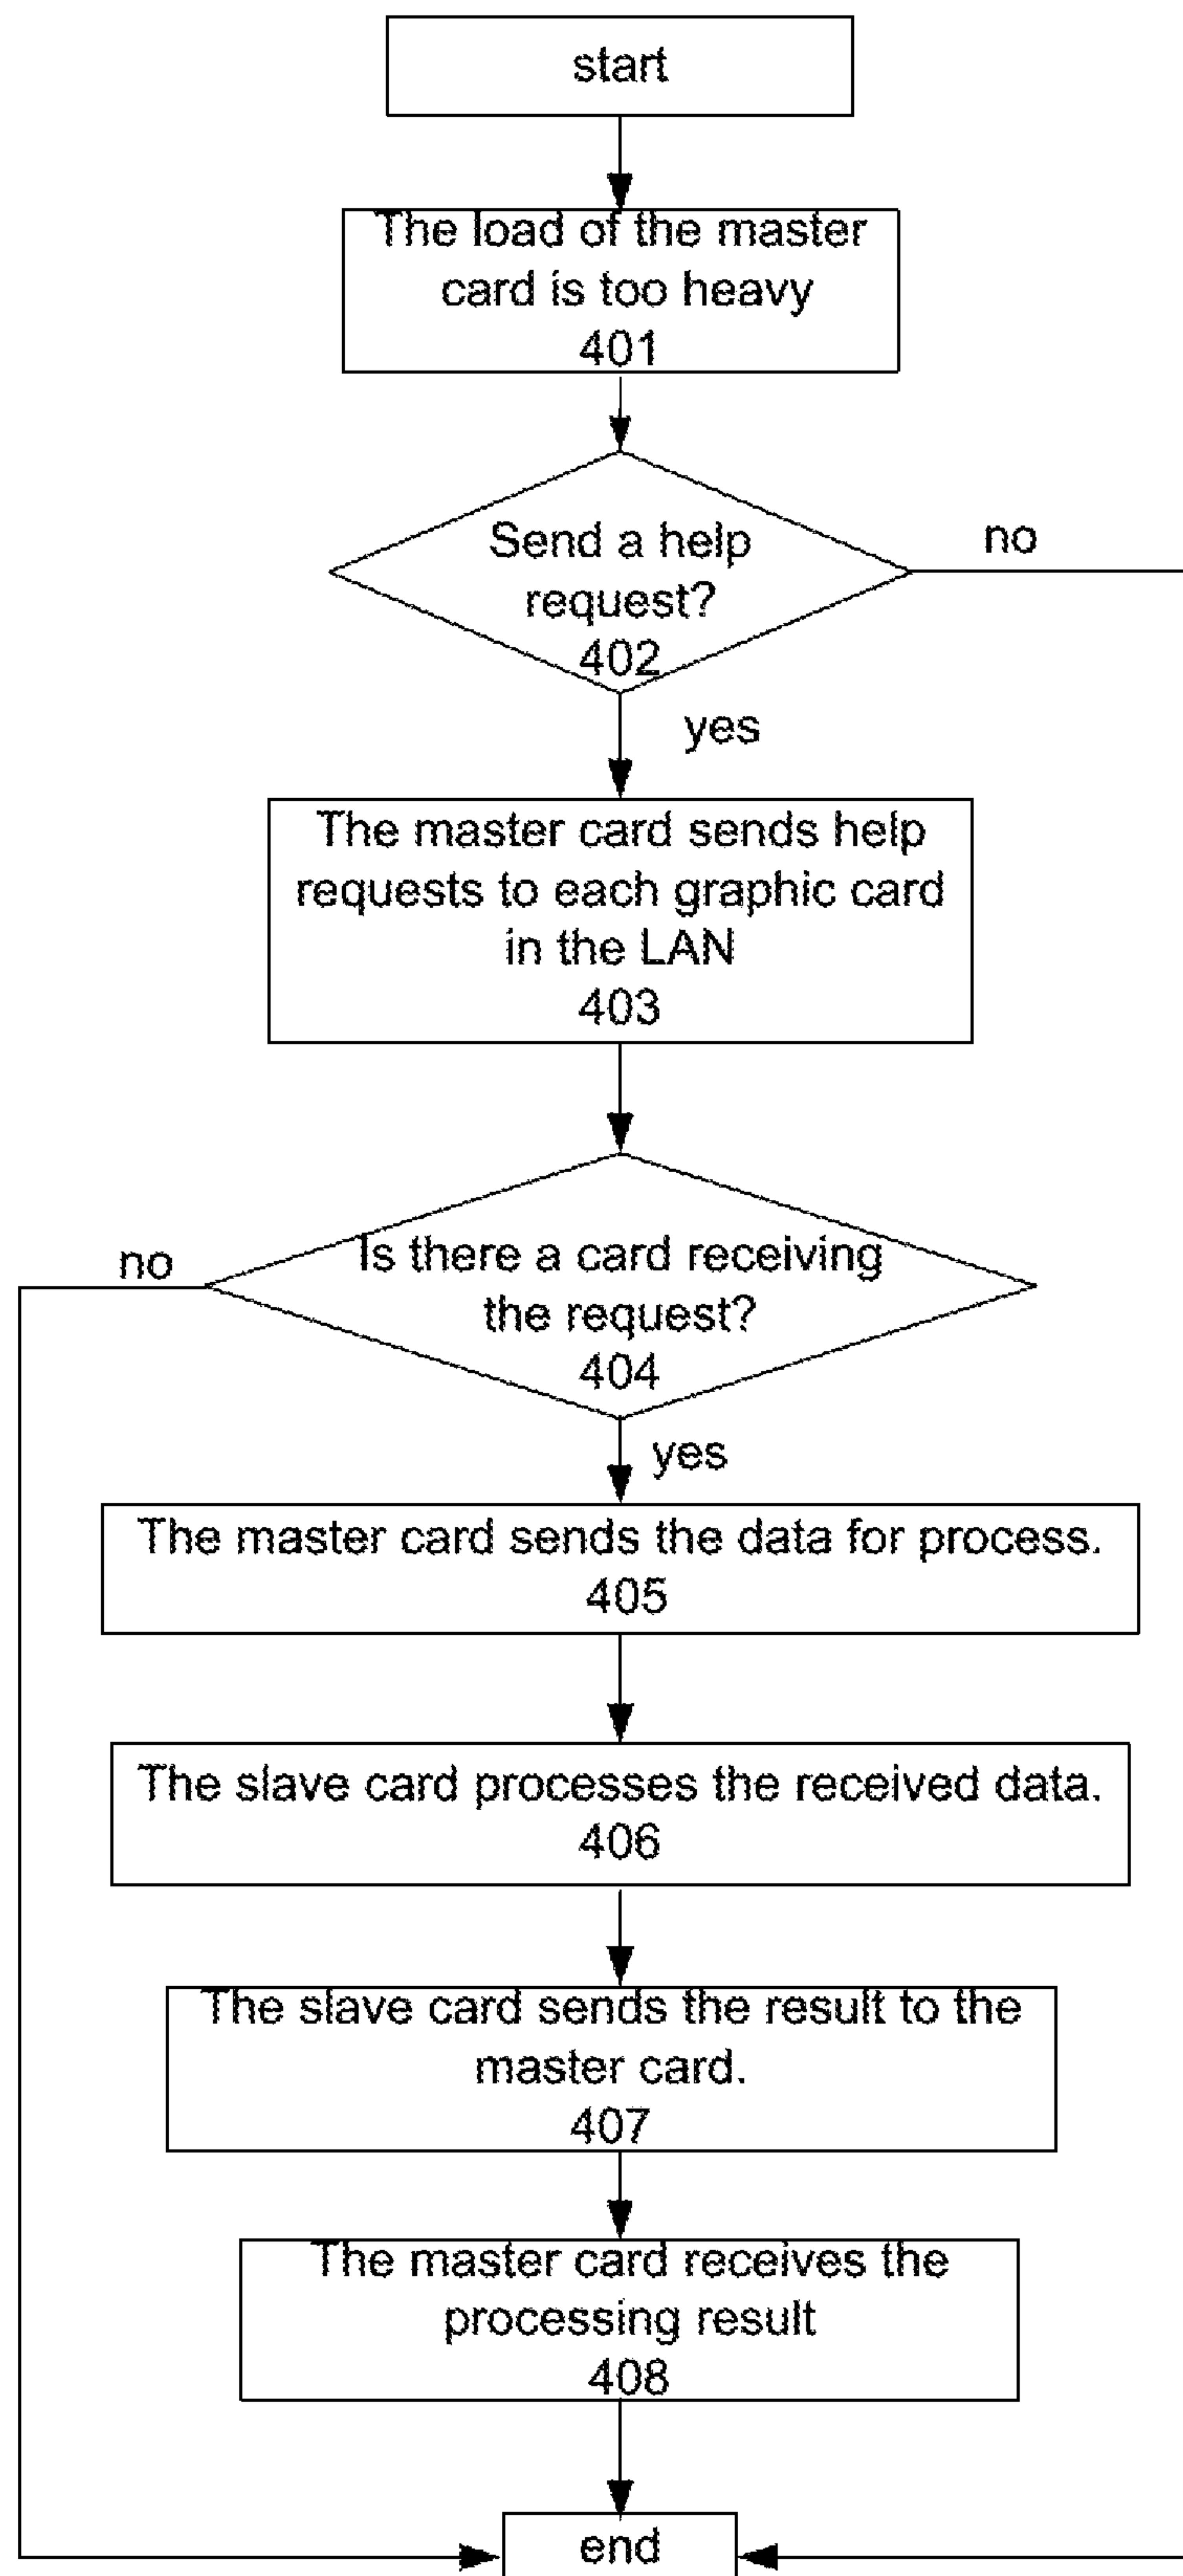 start
The load of the master
card is too heavy
401
Send a help
request?
402
no
yes
The master card sends help
requests to each graphic card
in the LAN
403
no
Is there a card receiving
the request?
404
yes
The master card sends the data for process.
405
The slave card processes the received data.
406
The slave card sends the result to the
master card.
407
The master card receives the
processing result
408
end